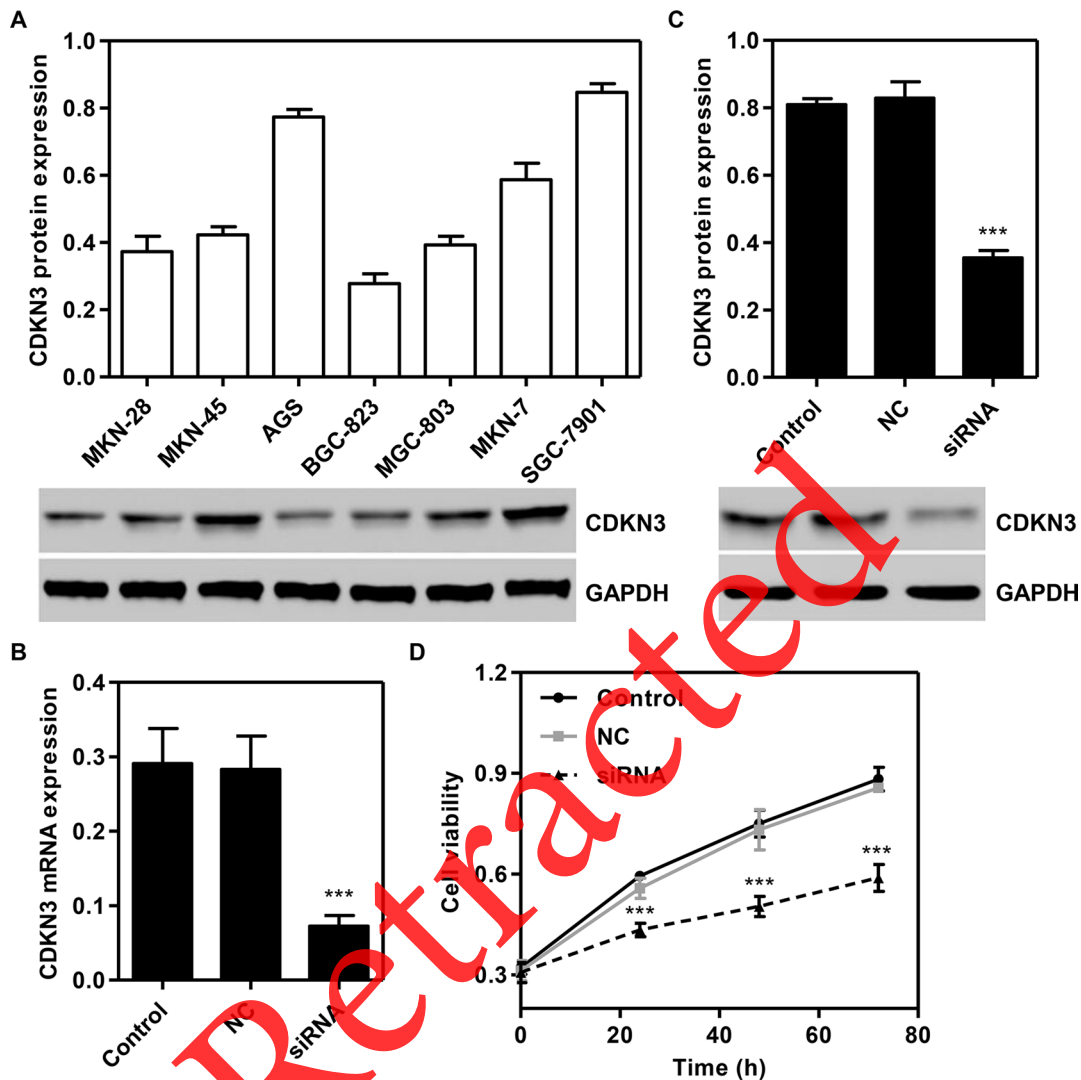 A
CDKN3 protein expression
1.0
0.8
0.6
0.4
0.2
0.0
MKN-28
MKN-45
AGS
BGC-823
MGC-803
MKN-7
SGC-7901
CDKN3
GAPDH
C
CDKN3 protein expression
1.0
0.8
0.6
0.4
0.2
0.0
***
Control
NC
siRNA
CDKN3
GAPDH
B
CDKN3 mRNA expression
0.4
0.3
0.2
0.1
0.0
***
Control
NC
siRNA
D
Cell viability
1.2
0.9
0.6
0.3
Control
NC
siRNA
***
***
***
0
20
40
60
80
Time (h)
Retracted